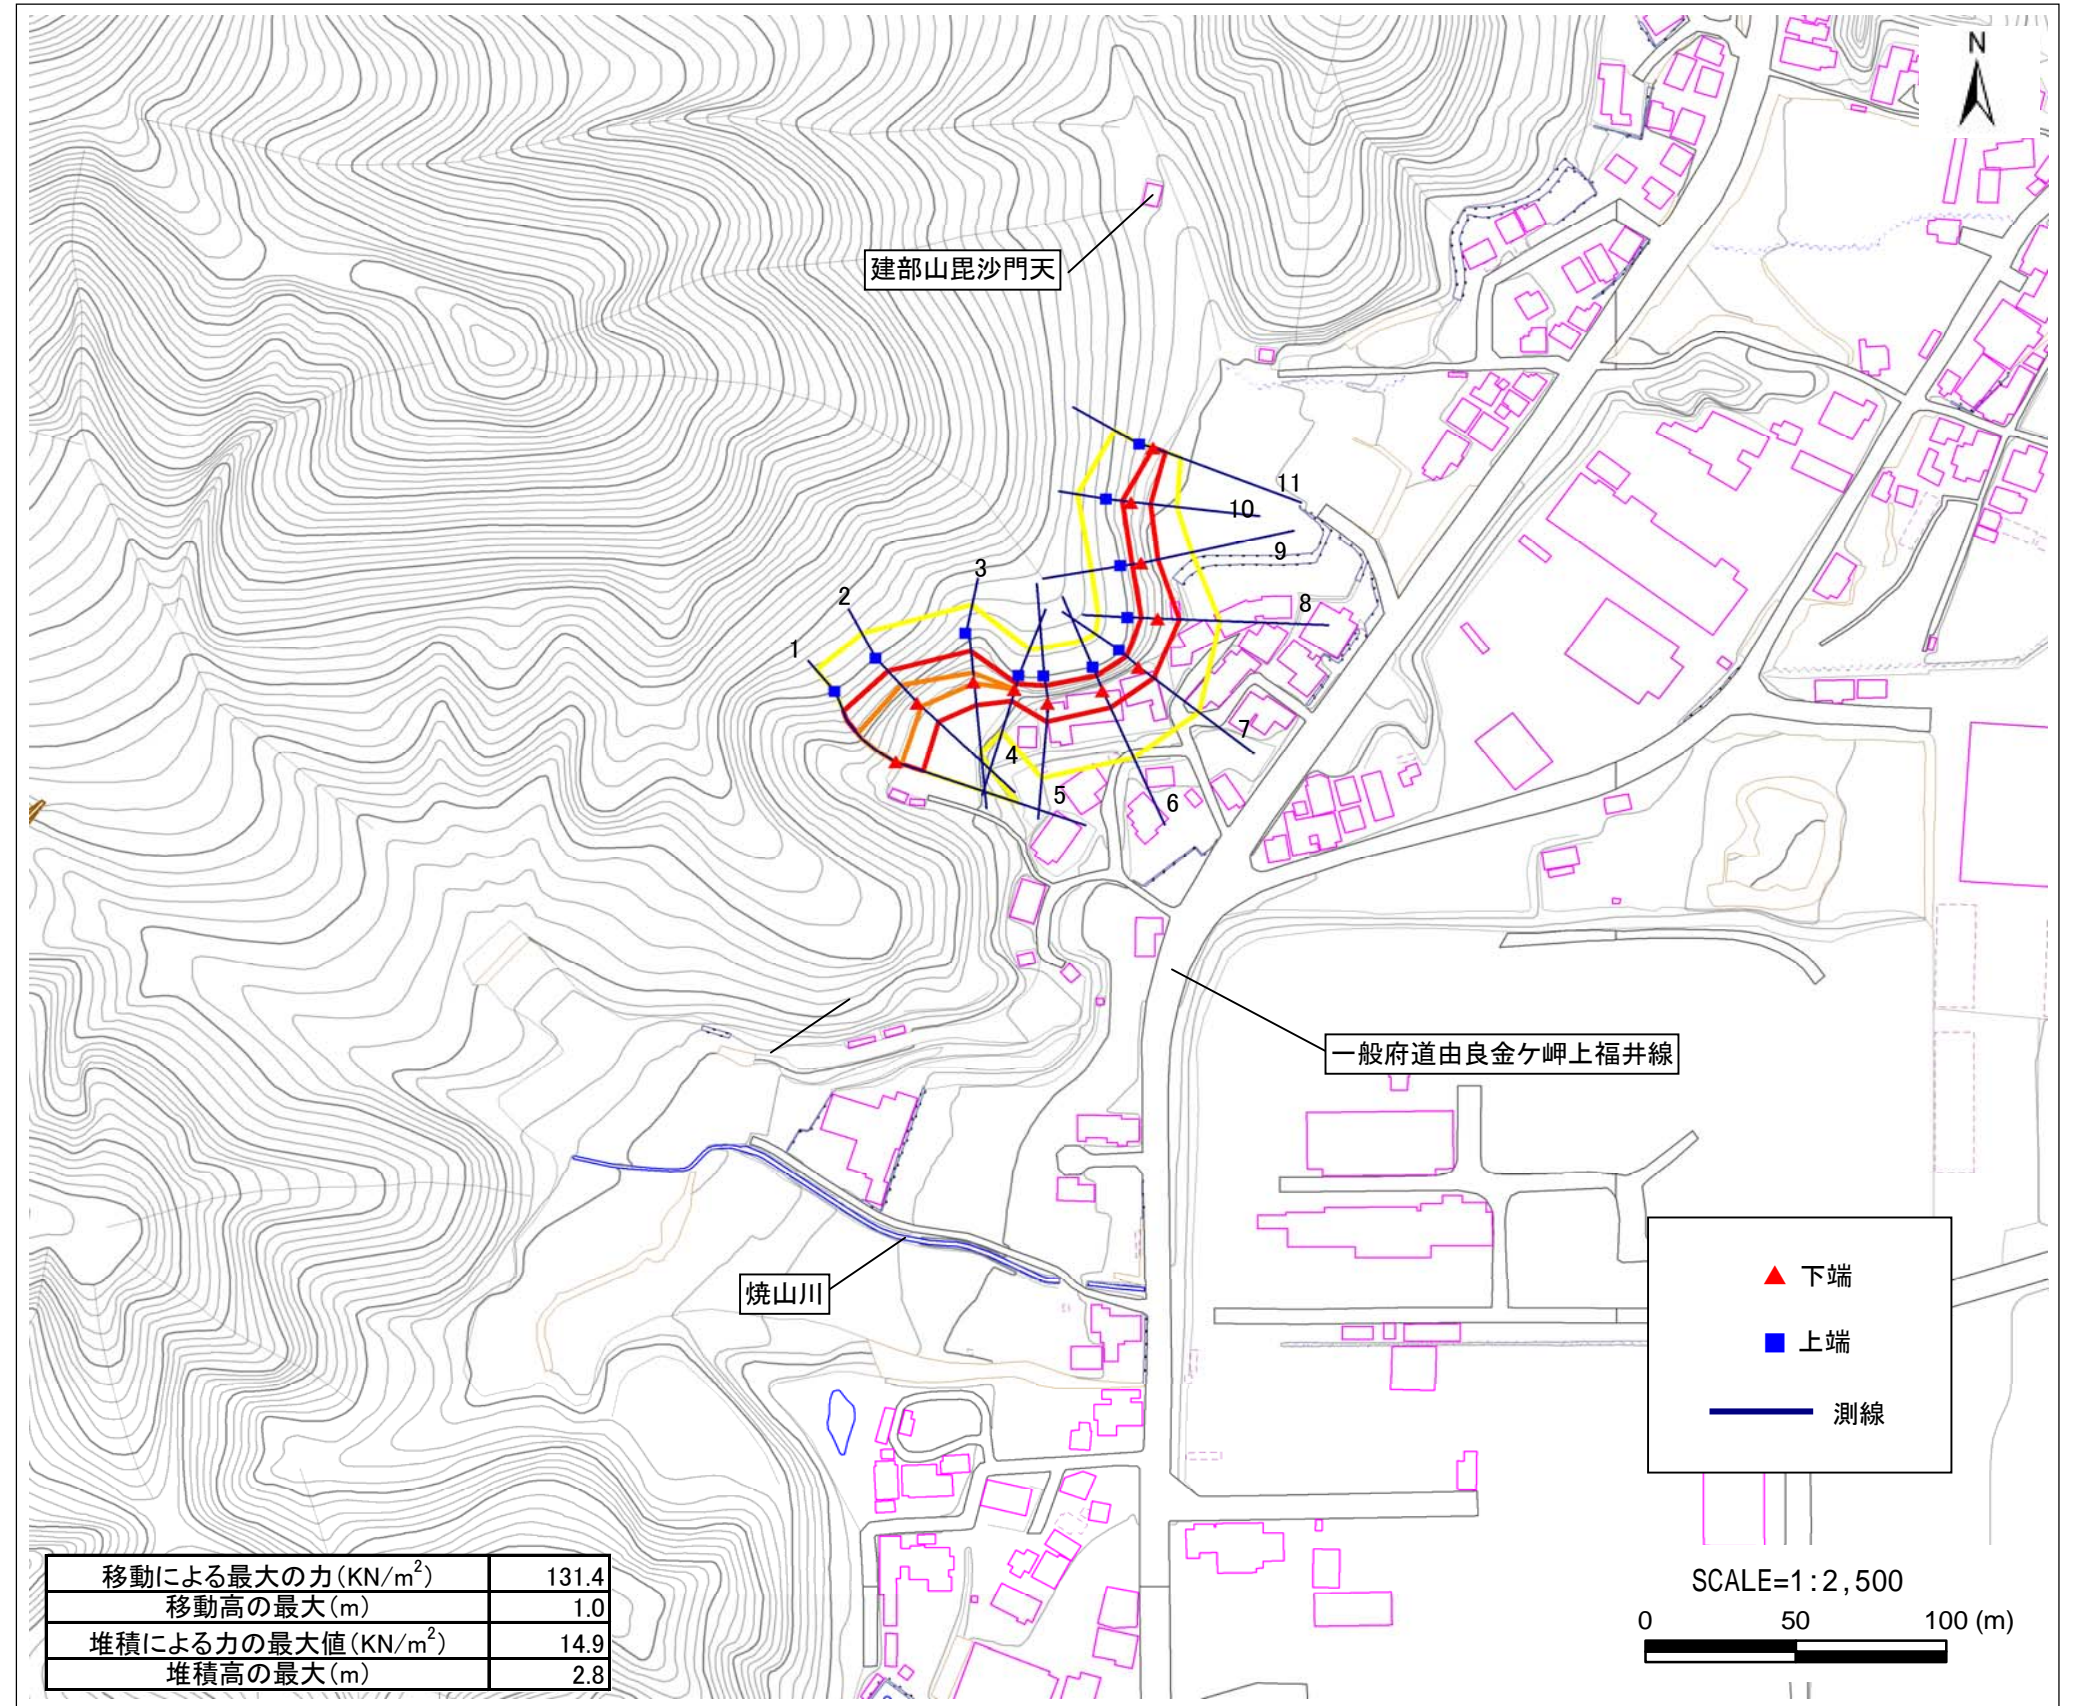 N
建部山毘沙門天
11
10
9
3
2
8
1
7
4
5
6
一般府道由良金ケ岬上福井線
焼山川
下端
上端
測線
移動による最大の力(KN/m²) 131.4
移動高の最大(m) 1.0
堆積による力の最大値(KN/m²) 14.9
堆積高の最大(m) 2.8
SCALE=1:2,500
0 50 100 (m)